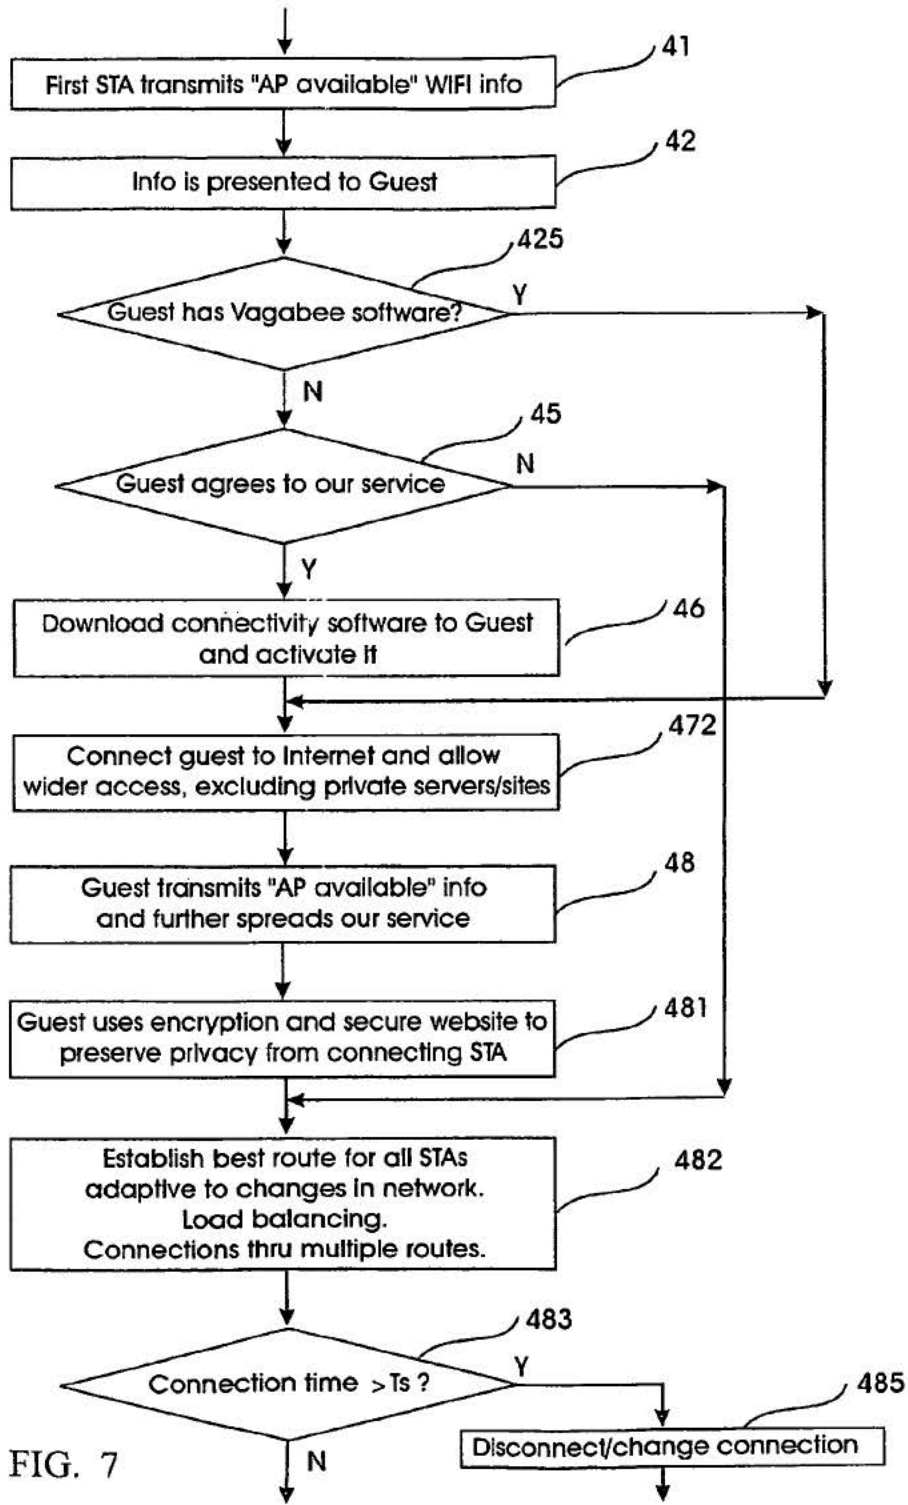 41
First STA transmits "AP available" WIFI info
42
Info is presented to Guest
425
Guest has Vagabee software?
Y
N
45
Guest agrees to our service
N
Y
46
Download connectivity software to Guest
and activate it
472
Connect guest to Internet and allow
wider access, excluding private servers/sites
48
Guest transmits "AP available" info
and further spreads our service
481
Guest uses encryption and secure website to
preserve privacy from connecting STA
482
Establish best route for all STAs
adaptive to changes in network.
Load balancing.
Connections thru multiple routes.
483
Connection time >Ts ?
Y
N
485
Disconnect/change connection
FIG. 7